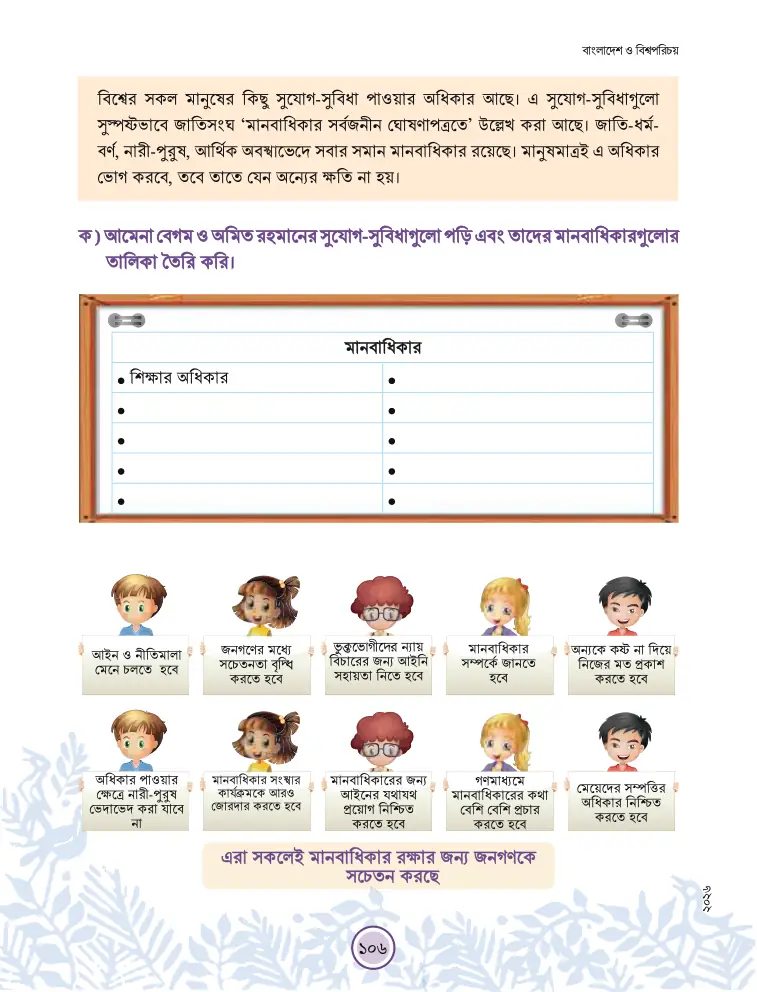 বাংলাদেশ ও বিশ্বপরিচয়
বিশ্বের সকল মানুষের কিছু সুযোগ-সুবিধা পাওয়ার অধিকার আছে। এ সুযোগ-সুবিধাগুলো
সুস্পষ্টভাবে জাতিসংঘ ‘মানবাধিকার সর্বজনীন ঘোষণাপত্রতে’ উল্লেখ করা আছে। জাতি-ধর্ম-
বর্ণ, নারী-পুরুষ, আর্থিক অবস্থাভেদে সবার সমান মানবাধিকার রয়েছে। মানুষমাত্রই এ অধিকার
ভোগ করবে, তবে তাতে যেন অন্যের ক্ষতি না হয়।
ক ) আমেনা বেগম ও অমিত রহমানের সুযোগ-সুবিধাগুলো পড়ি এবং তাদের মানবাধিকারগুলোর
তালিকা তৈরি করি।
মানবাধিকার
● শিক্ষার অধিকার ●
● ●
● ●
● ●
● ●
আইন ও নীতিমালা
মেনে চলতে হবে
জনগণের মধ্যে
সচেতনতা বৃদ্ধি
করতে হবে
ভুক্তভোগীদের ন্যায়
বিচারের জন্য আইনি
সহায়তা নিতে হবে
মানবাধিকার
সম্পর্কে জানতে
হবে
অন্যকে কষ্ট না দিয়ে
নিজের মত প্রকাশ
করতে হবে
অধিকার পাওয়ার
ক্ষেত্রে নারী-পুরুষ
ভেদাভেদ করা যাবে
না
মানবাধিকার সংস্থার
কার্যক্রমকে আরও
জোরদার করতে হবে
মানবাধিকারের জন্য
আইনের যথাযথ
প্রয়োগ নিশ্চিত
করতে হবে
গণমাধ্যমে
মানবাধিকারের কথা
বেশি বেশি প্রচার
করতে হবে
মেয়েদের সম্পত্তির
অধিকার নিশ্চিত
করতে হবে
এরা সকলেই মানবাধিকার রক্ষার জন্য জনগণকে
সচেতন করছে
২০২৬
১০৬